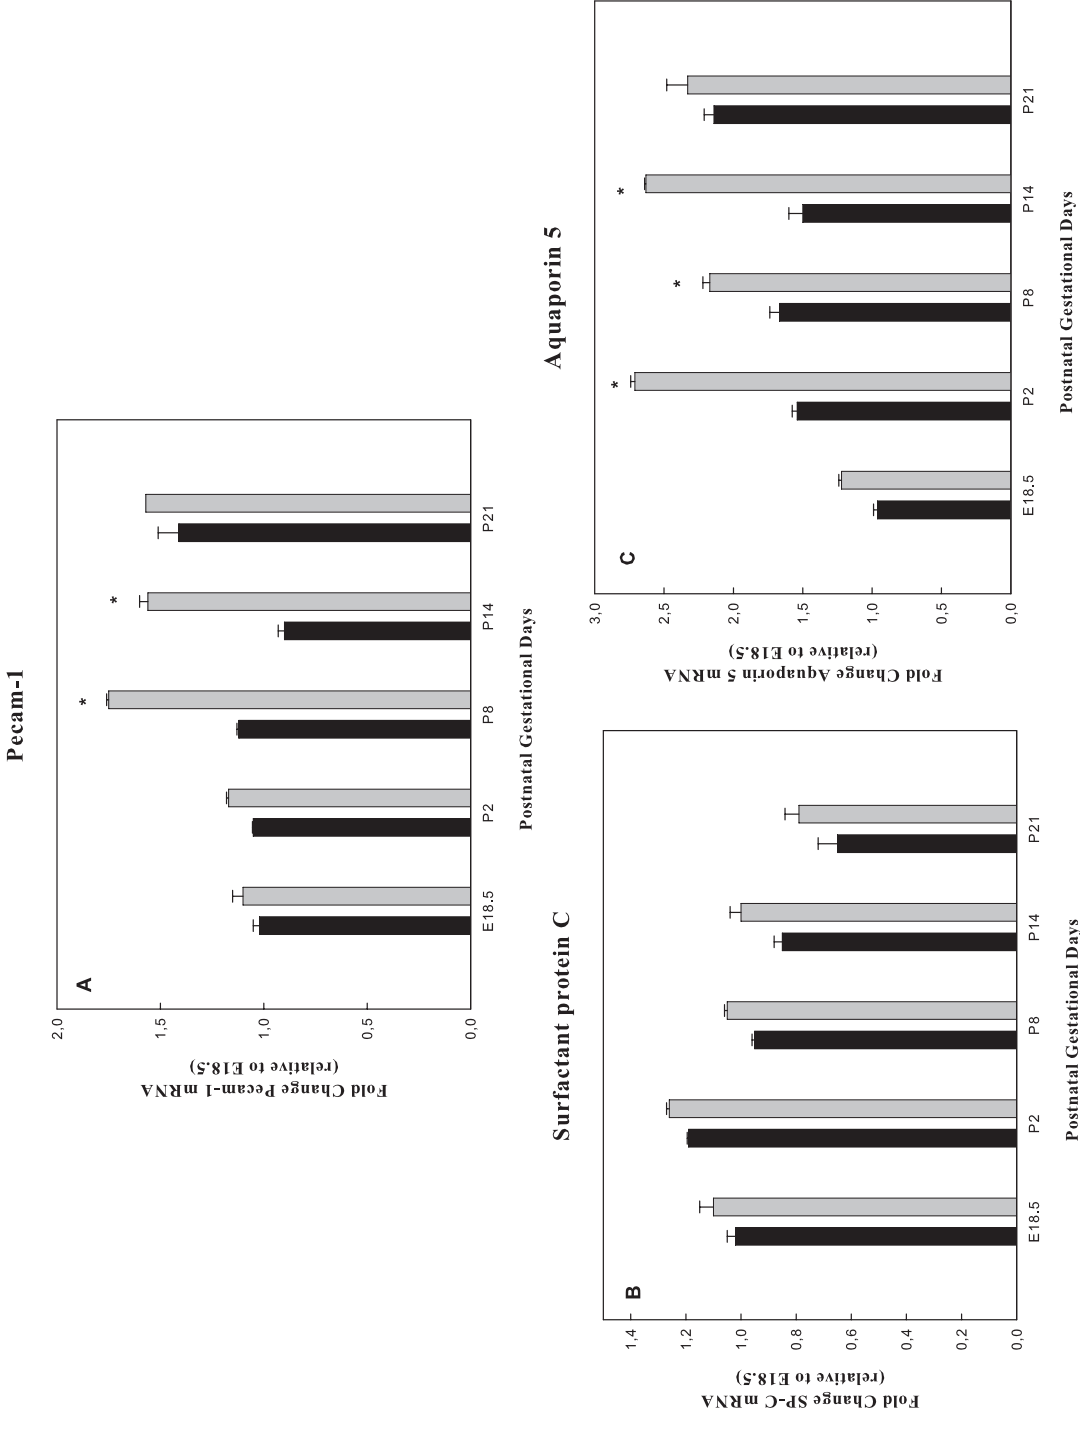 Pecam-1
A
2,0
1,5
1,0
0,5
0,0
Fold Change Pecam-1 mRNA
(relative to E18.5)
* *
E18.5 P2 P8 P14 P21
Postnatal Gestational Days
Surfactant protein C
B
1,4
1,2
1,0
0,8
0,6
0,4
0,2
0,0
Fold Change SP-C mRNA
(relative to E18.5)
E18.5 P2 P8 P14 P21
Postnatal Gestational Days
Aquaporin 5
C
3,0
2,5
2,0
1,5
1,0
0,5
0,0
Fold Change Aquaporin 5 mRNA
(relative to E18.5)
* * *
E18.5 P2 P8 P14 P21
Postnatal Gestational Days